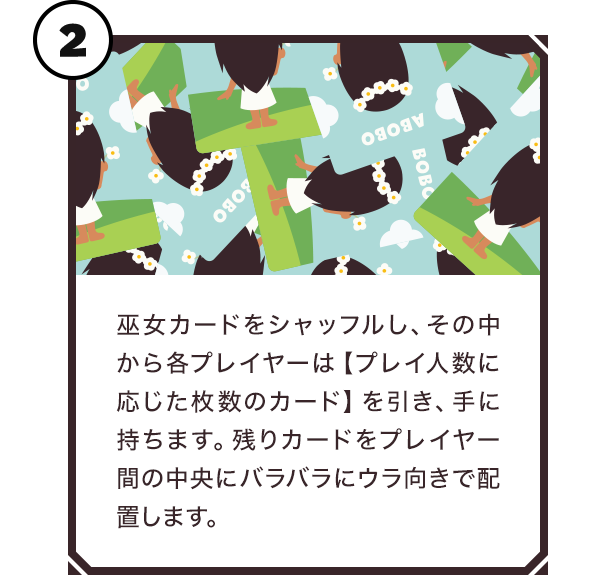 2
ABOBO
BOBO
BOBO
巫女カードをシャッフルし、その中
から各プレイヤーは【プレイ人数に
応じた枚数のカード】を引き、手に
持ちます。残りカードをプレイヤー
間の中央にバラバラにウラ向きで配
置します。